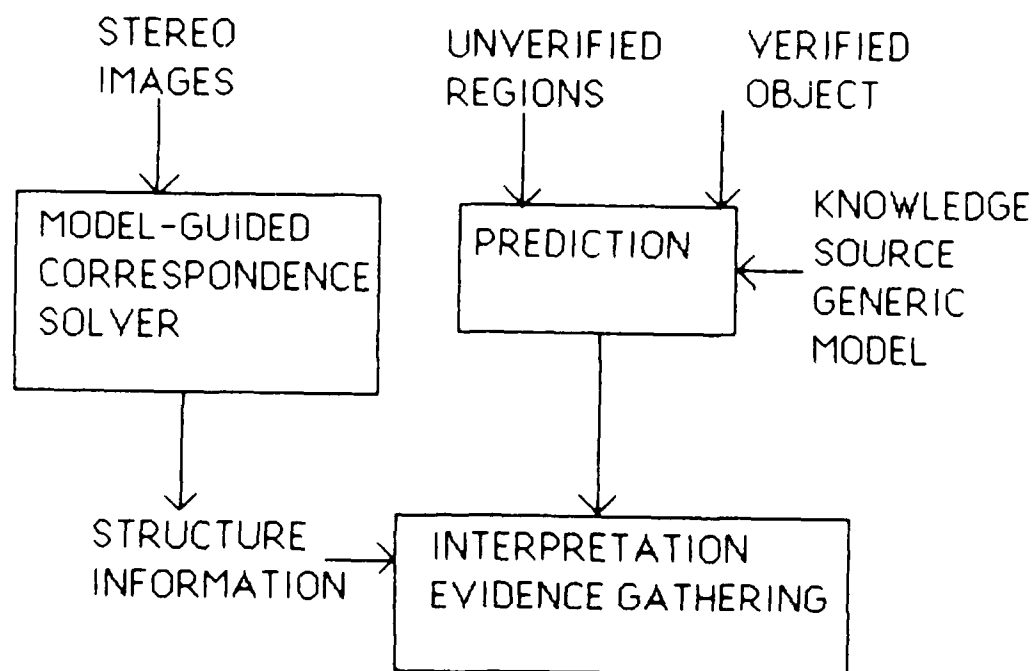 STEREO
IMAGES
UNVERIFIED
REGIONS
VERIFIED
OBJECT
MODEL-GUIDED
CORRESPONDENCE
SOLVER
PREDICTION
KNOWLEDGE
SOURCE
GENERIC
MODEL
STRUCTURE
INFORMATION
INTERPRETATION
EVIDENCE GATHERING